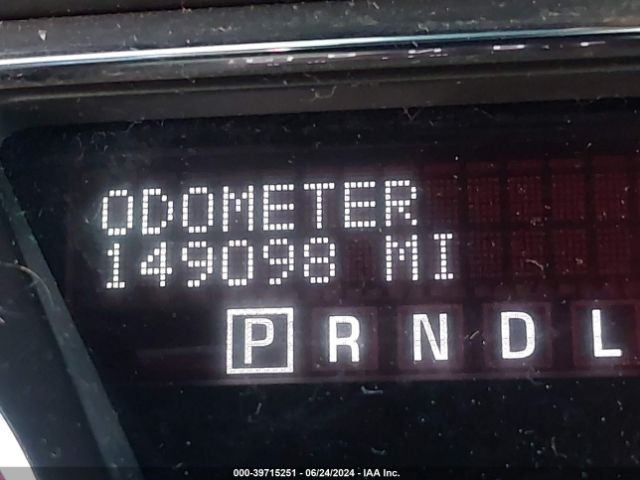 ODOMETER
149098 MI
P R N D L
000-39715251 - 06/24/2024 - IAA Inc.